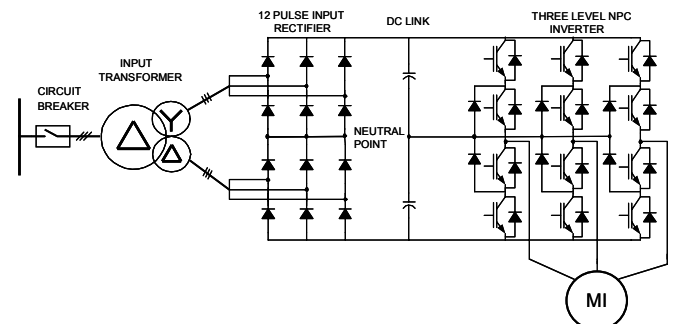 12 PULSE INPUT
RECTIFIER
DC LINK
THREE LEVEL NPC
INVERTER
INPUT
TRANSFORMER
CIRCUIT
BREAKER
NEUTRAL
POINT
MI